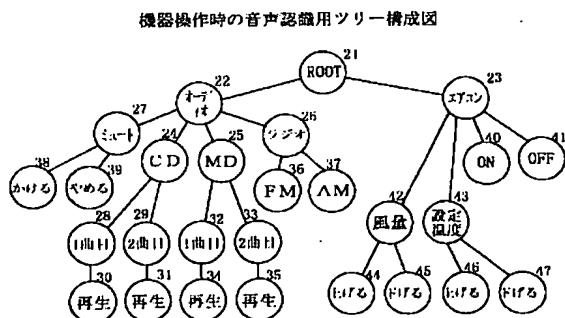 機器操作時の音声認識用ツリー構成図
21
ROOT
22
オーディオ
23
エアコン
27
ミュート
24
CD
25
MD
26
ラジオ
40
ON
41
OFF
38
かける
39
やめる
36
FM
37
AM
42
風量
43
設定温度
28
1曲目
29
2曲目
32
1曲目
33
2曲目
44
上げる
45
下げる
46
上げる
47
下げる
30
再生
31
再生
34
再生
35
再生